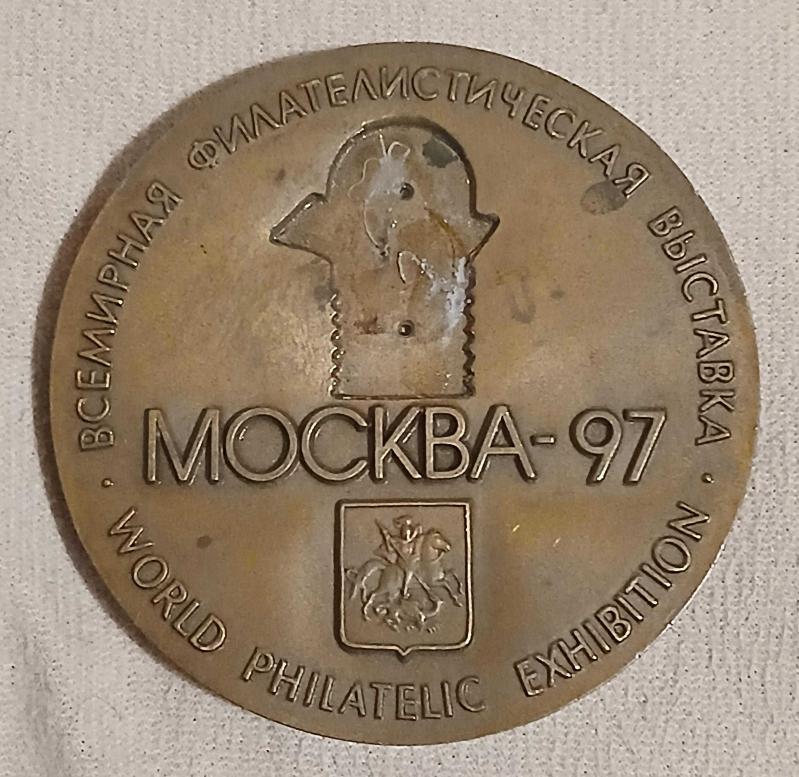 ВСЕМИРНАЯ ФИЛАТЕЛИСТИЧЕСКАЯ ВЫСТАВКА
МОСКВА-97
WORLD PHILATELIC EXHIBITION